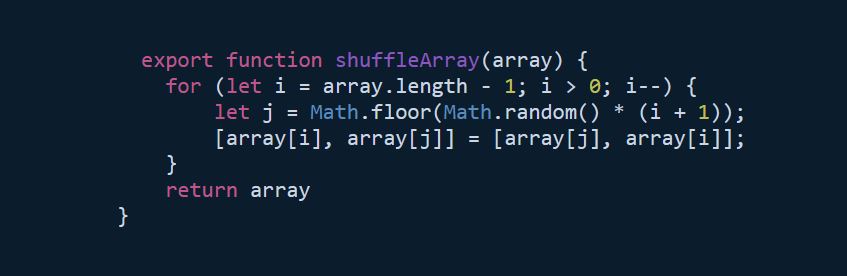 export function shuffleArray(array) {
for (let i = array.length - 1; i > 0; i--) {
let j = Math.floor(Math.random() * (i + 1));
[array[i], array[j]] = [array[j], array[i]];
}
return array
}